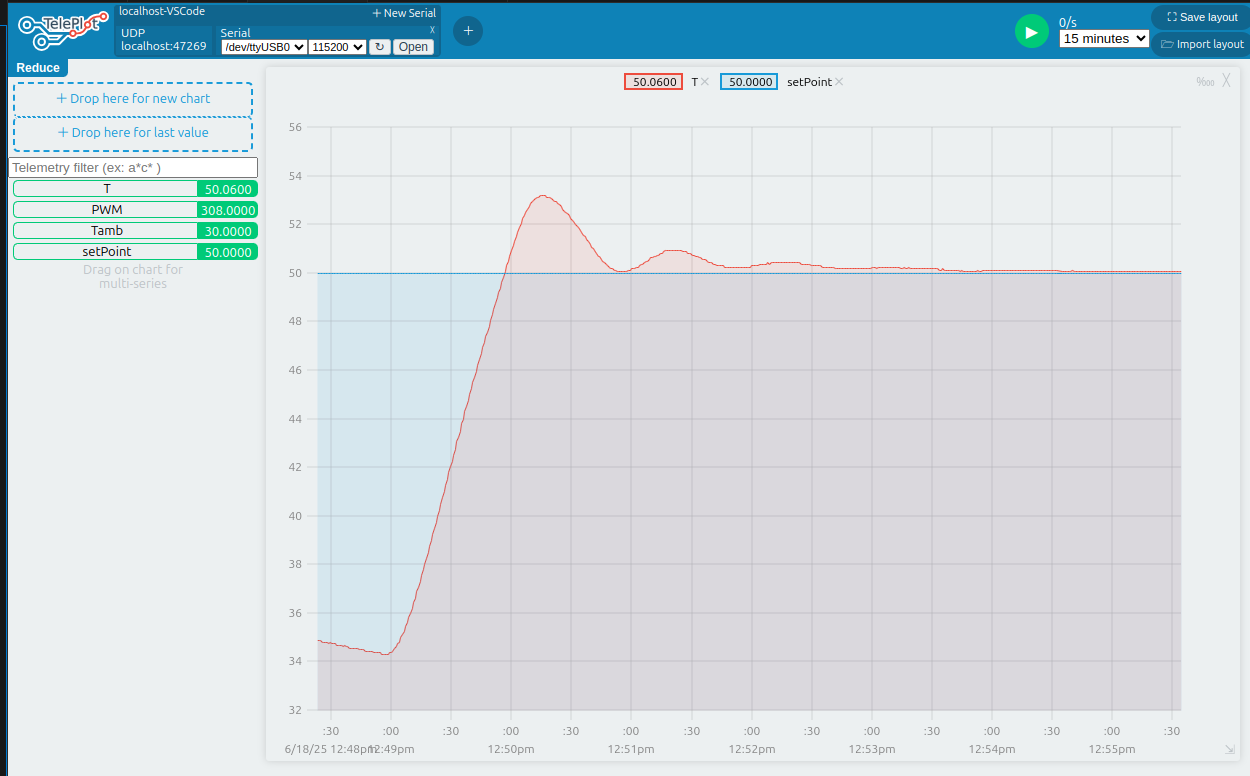 TelePlot
localhost-VSCode
+ New Serial
UDP
localhost:47269
Serial
x
/dev/ttyUSB0 115200 ↻ Open
+
0/s
15 minutes
Save layout
Import layout
Reduce
+ Drop here for new chart
+ Drop here for last value
Telemetry filter (ex: a*c* )
T 50.0600
PWM 308.0000
Tamb 30.0000
setPoint 50.0000
Drag on chart for
multi-series
50.0600 T 50.0000 setPoint
56
54
52
50
48
46
44
42
40
38
36
34
32
:30 :00 :30 :00 :30 :00 :30 :00 :30 :00 :30 :00 :30 :00 :30
6/18/25 12:48pm 12:49pm 12:50pm 12:51pm 12:52pm 12:53pm 12:54pm 12:55pm